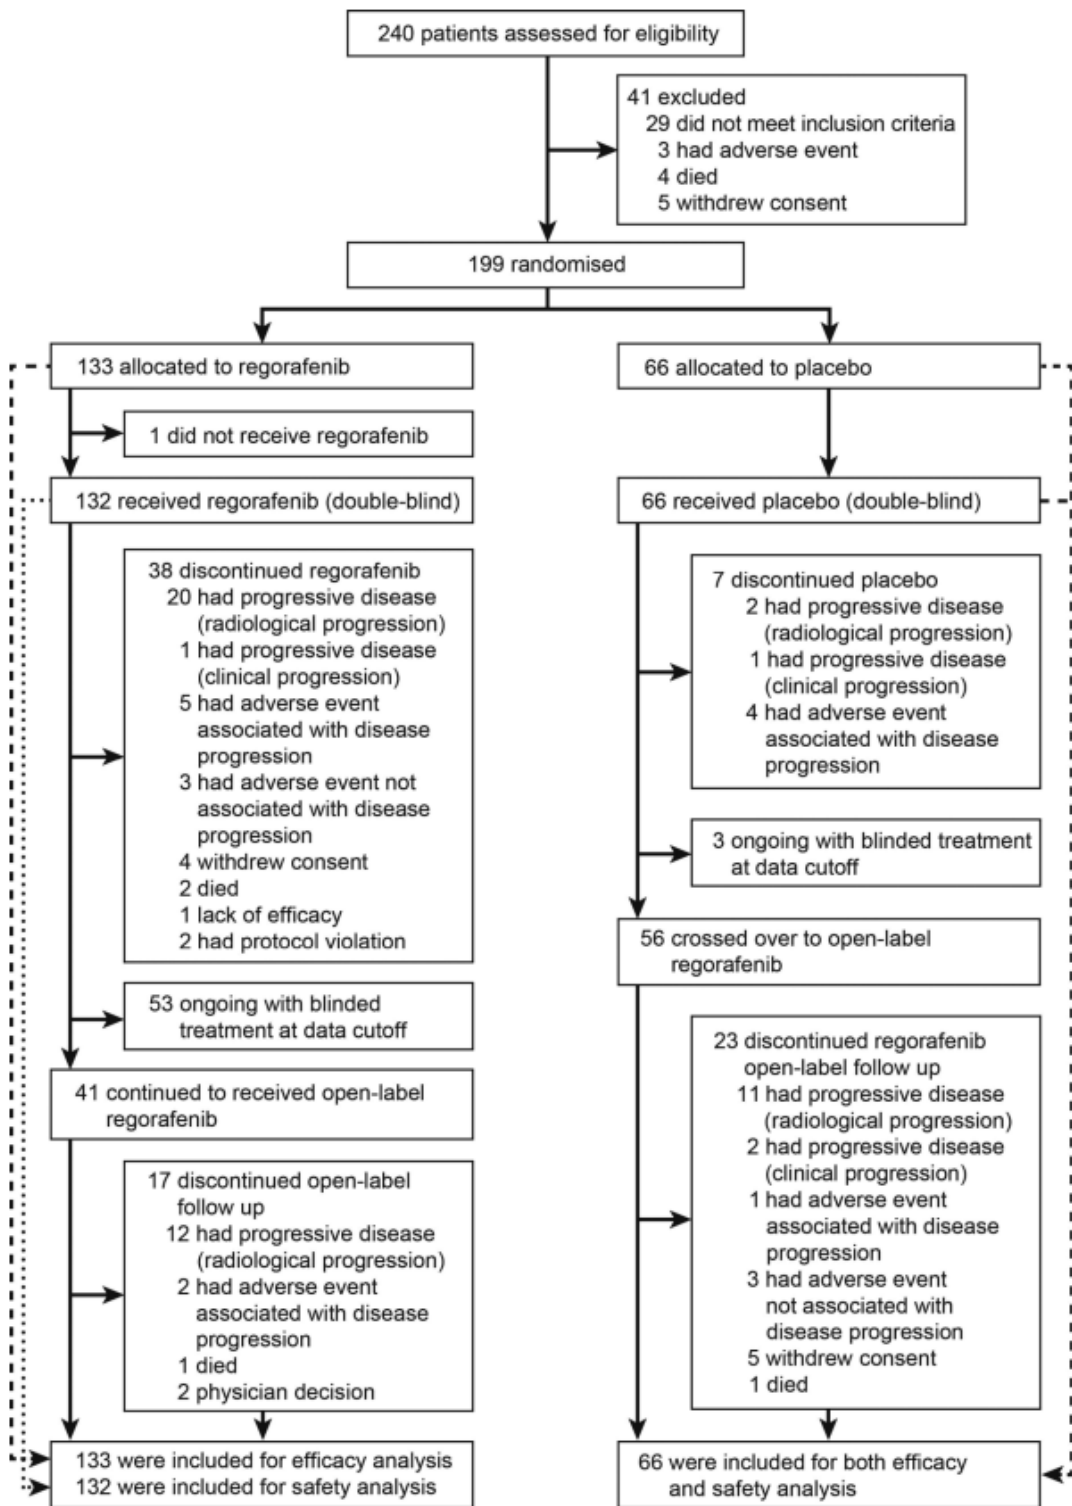 240 patients assessed for eligibility
41 excluded
29 did not meet inclusion criteria
3 had adverse event
4 died
5 withdrew consent
199 randomised
133 allocated to regorafenib
1 did not receive regorafenib
132 received regorafenib (double-blind)
38 discontinued regorafenib
20 had progressive disease
(radiological progression)
1 had progressive disease
(clinical progression)
5 had adverse event
associated with disease
progression
3 had adverse event not
associated with disease
progression
4 withdrew consent
2 died
1 lack of efficacy
2 had protocol violation
53 ongoing with blinded
treatment at data cutoff
41 continued to received open-label
regorafenib
17 discontinued open-label
follow up
12 had progressive disease
(radiological progression)
2 had adverse event
associated with disease
progression
1 died
2 physician decision
133 were included for efficacy analysis
132 were included for safety analysis
66 allocated to placebo
66 received placebo (double-blind)
7 discontinued placebo
2 had progressive disease
(radiological progression)
1 had progressive disease
(clinical progression)
4 had adverse event
associated with disease
progression
3 ongoing with blinded treatment
at data cutoff
56 crossed over to open-label
regorafenib
23 discontinued regorafenib
open-label follow up
11 had progressive disease
(radiological progression)
2 had progressive disease
(clinical progression)
1 had adverse event
associated with disease
progression
3 had adverse event
not associated with
disease progression
5 withdrew consent
1 died
66 were included for both efficacy
and safety analysis